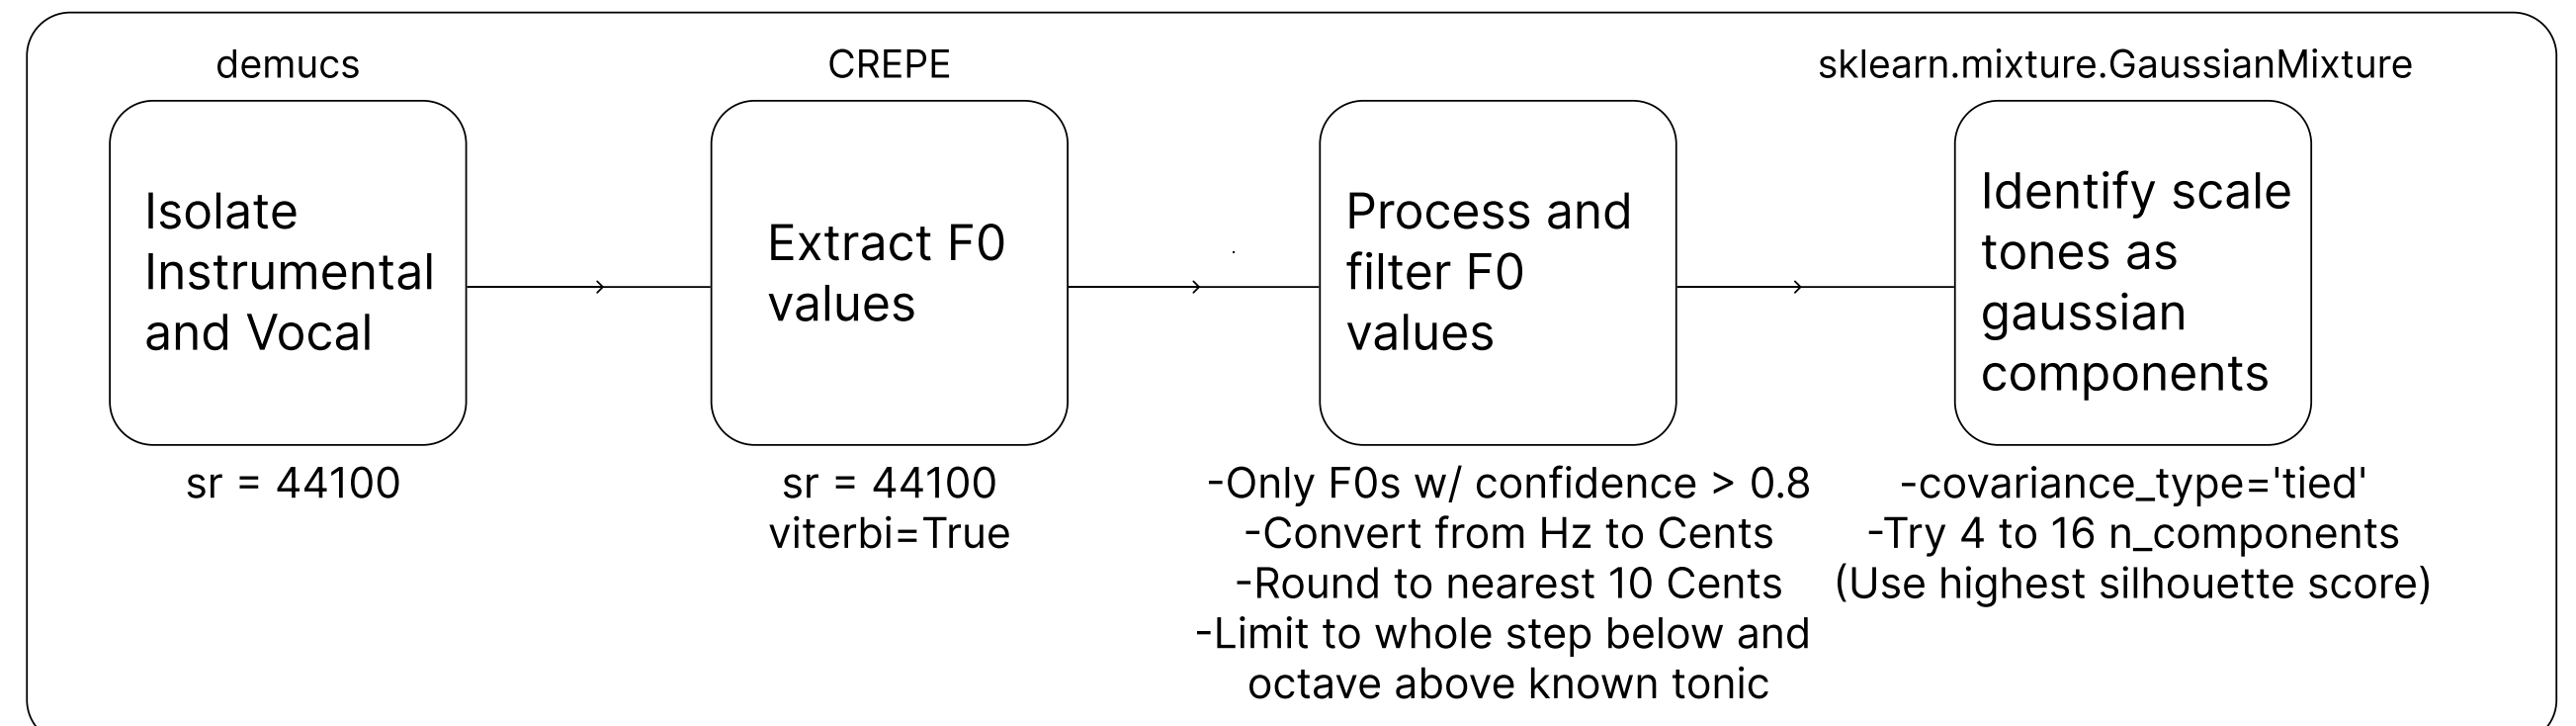 demucs
Isolate
Instrumental
and Vocal
sr = 44100
CREPE
Extract F0
values
sr = 44100
viterbi=True
Process and
filter F0
values
-Only F0s w/ confidence > 0.8
-Convert from Hz to Cents
-Round to nearest 10 Cents
-Limit to whole step below and
octave above known tonic
sklearn.mixture.GaussianMixture
Identify scale
tones as
gaussian
components
-covariance_type='tied'
-Try 4 to 16 n_components
(Use highest silhouette score)